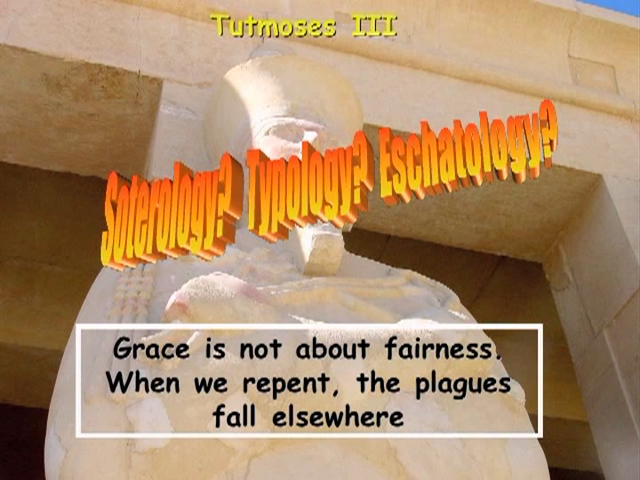 Tutmoses III
Soterology? Typology? Eschatology?
Grace is not about fairness.
When we repent, the plagues
fall elsewhere